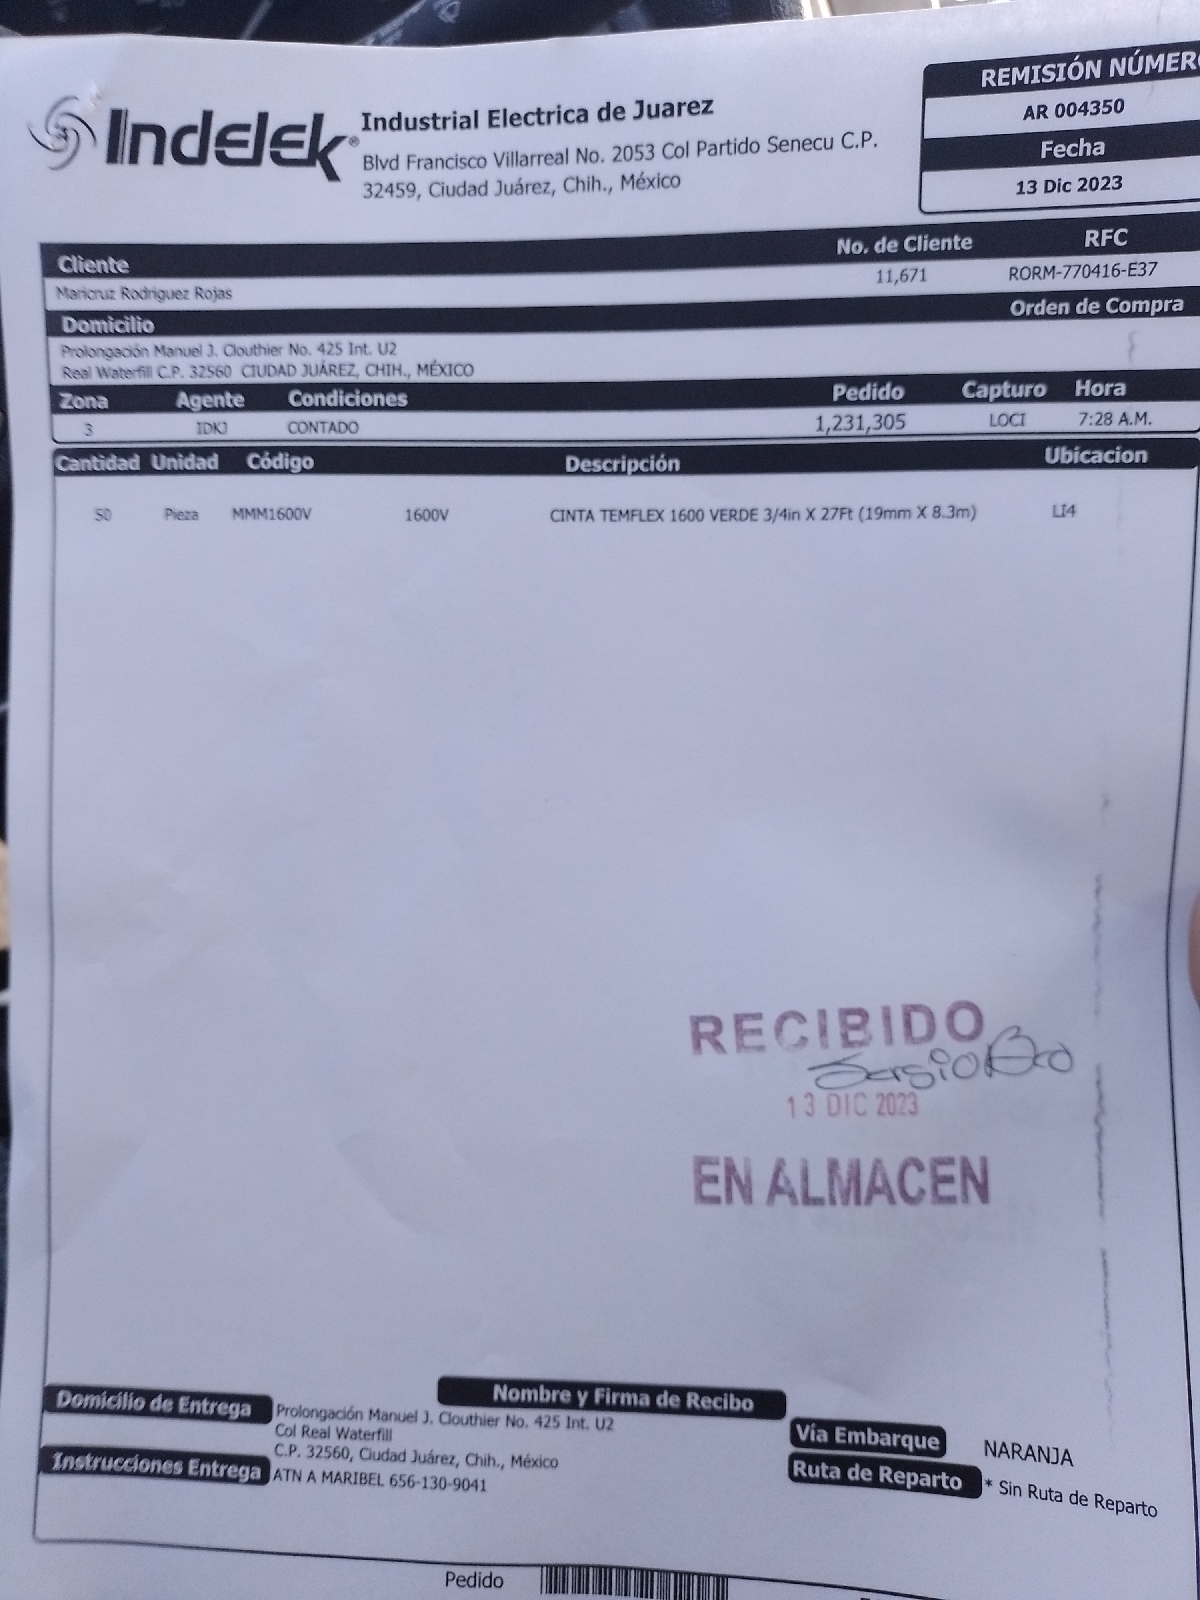 Indelek®
Industrial Electrica de Juarez
Blvd Francisco Villarreal No. 2053 Col Partido Senecu C.P.
32459, Ciudad Juárez, Chih., México
REMISIÓN NÚMERO
AR 004350
Fecha
13 Dic 2023
Cliente No. de Cliente RFC
Maricruz Rodriguez Rojas 11,671 RORM-770416-E37
Domicilio Orden de Compra
Prolongación Manuel J. Clouthier No. 425 Int. U2
Real Waterfill C.P. 32560 CIUDAD JUÁREZ, CHIH., MÉXICO
Zona Agente Condiciones Pedido Capturo Hora
3 IDKJ CONTADO 1,231,305 LOCI 7:28 A.M.
Cantidad Unidad Código Descripción Ubicacion
50 Pieza MMM1600V 1600V CINTA TEMFLEX 1600 VERDE 3/4in X 27Ft (19mm X 8.3m) LI4
RECIBIDO
Sergio
13 DIC 2023
EN ALMACEN
Nombre y Firma de Recibo
Domicilio de Entrega Prolongación Manuel J. Clouthier No. 425 Int. U2
Col Real Waterfill
C.P. 32560, Ciudad Juárez, Chih., México
Instrucciones Entrega ATN A MARIBEL 656-130-9041
Vía Embarque NARANJA
Ruta de Reparto * Sin Ruta de Reparto
Pedido